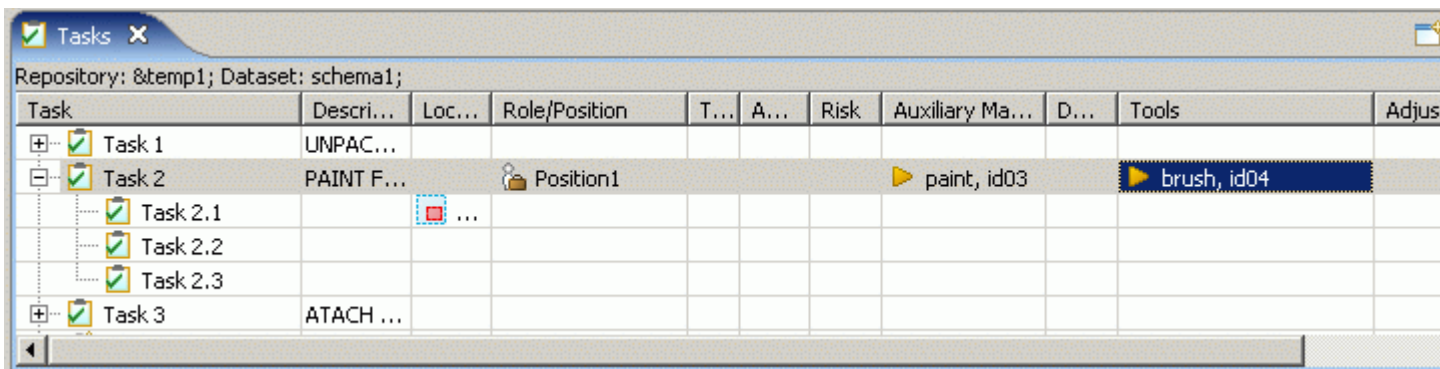 Tasks
Repository: &temp1; Dataset: schema1;
Task Descri... Loc... Role/Position T... A... Risk Auxiliary Ma... D... Tools Adjus
Task 1 UNPAC...
Task 2 PAINT F... Position1 paint, id03 brush, id04
Task 2.1 ...
Task 2.2
Task 2.3
Task 3 ATACH ...